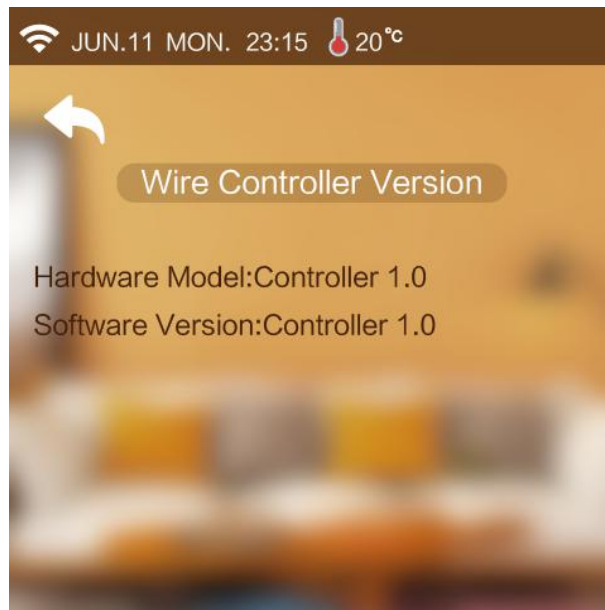 JUN.11 MON. 23:15 20°C
Wire Controller Version
Hardware Model:Controller 1.0
Software Version:Controller 1.0